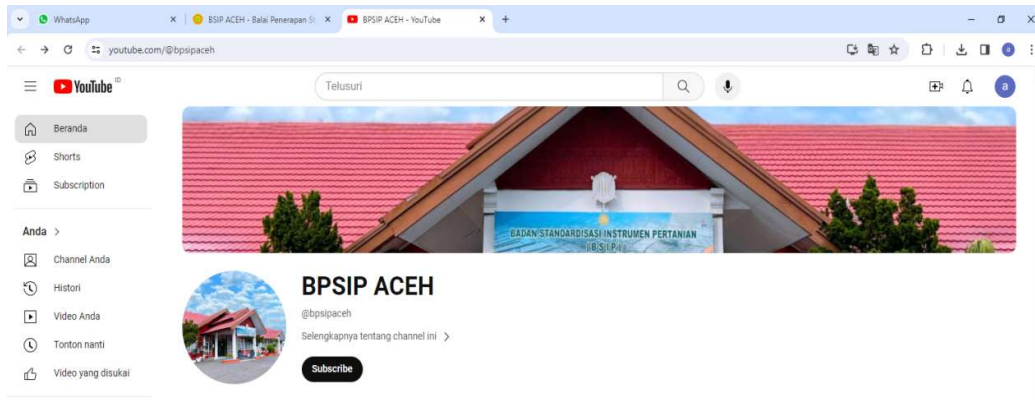 WhatsApp
BSIP ACEH - Balai Penerapan St
BPSIP ACEH - YouTube
youtube.com/@bpsipaceh
YouTube ID
Telusuri
a
Beranda
Shorts
Subscription
Anda >
Channel Anda
Histori
Video Anda
Tonton nanti
Video yang disukai
BADAN STANDARDISASI INSTRUMEN PERTANIAN
(BSIP)
BPSIP ACEH
@bpsipaceh
Selengkapnya tentang channel ini >
Subscribe